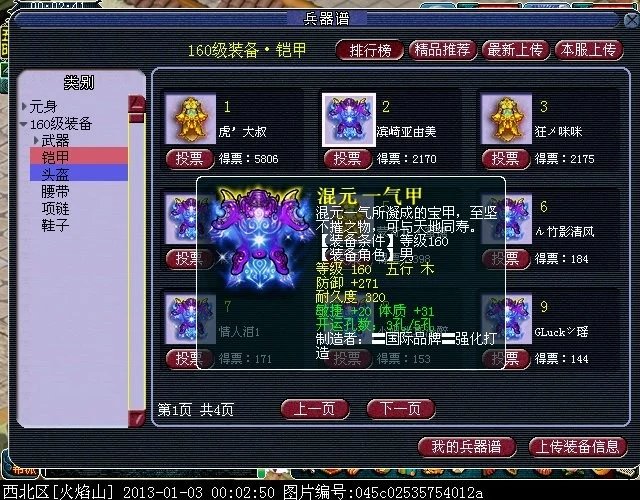 兵器谱
160级装备·铠甲
排行榜
精品推荐
最新上传
本服上传
类别
元身
160级装备
武器
铠甲
头盔
腰带
项链
鞋子
1
虎’大叔
投票
得票：5806
2
滨崎亚由美
投票
得票：2170
3
狂メ咪咪
投票
得票：2175
混元一气甲
混元一气所凝成的宝甲，至坚
不摧之物，可与天地同寿。
【装备条件】等级160
【装备角色】男
等级 160 五行 木
防御 +271
耐久度 320
敏捷 +20 体质 +31
开运孔数：3孔/5孔
制造者：〓国际品牌〓强化打
造
投票
6
ル竹影清风
投票
得票：184
7
情人泪1
投票
得票：171
得票：153
9
GLuckシ瑶
投票
得票：144
第1页 共4页
上一页
下一页
我的兵器谱
上传装备信息
西北区[火焰山] 2013-01-03 00:02:50 图片编号:045c02535754012a